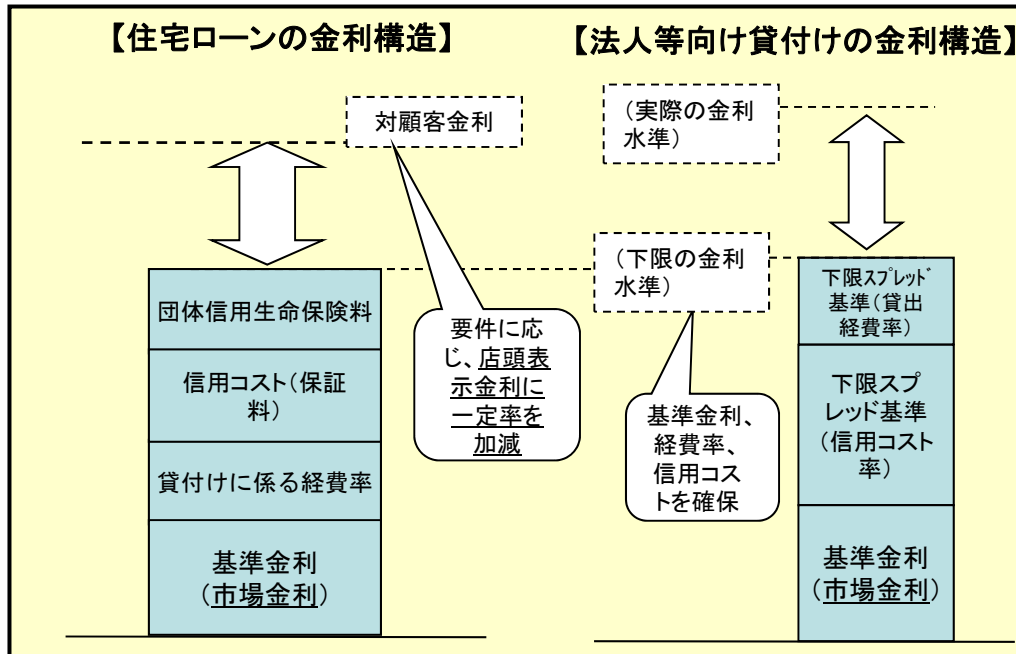 【住宅ローンの金利構造】
対顧客金利
団体信用生命保険料
信用コスト(保証
料)
貸付けに係る経費率
基準金利
(市場金利)
要件に応
じ、店頭表
示金利に
一定率を
加減
【法人等向け貸付けの金利構造】
(実際の金利
水準)
(下限の金利
水準)
基準金利、
経費率、
信用コス
トを確保
下限スプレッド
基準(貸出
経費率)
下限スプ
レッド基準
(信用コスト
率)
基準金利
(市場金利)